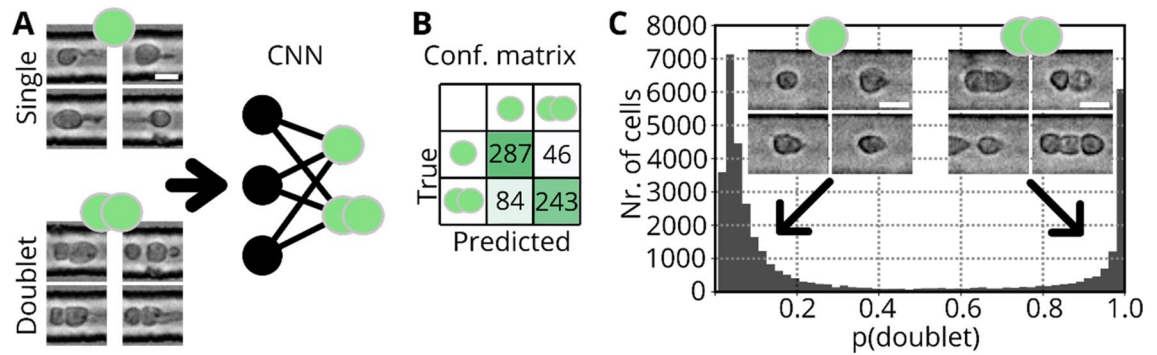 A
Single
Doublet
CNN
B
Conf. matrix
True
287 46
84 243
Predicted
C
Nr. of cells
8000
7000
6000
5000
4000
3000
2000
1000
0
0.2 0.4 0.6 0.8 1.0
p(doublet)